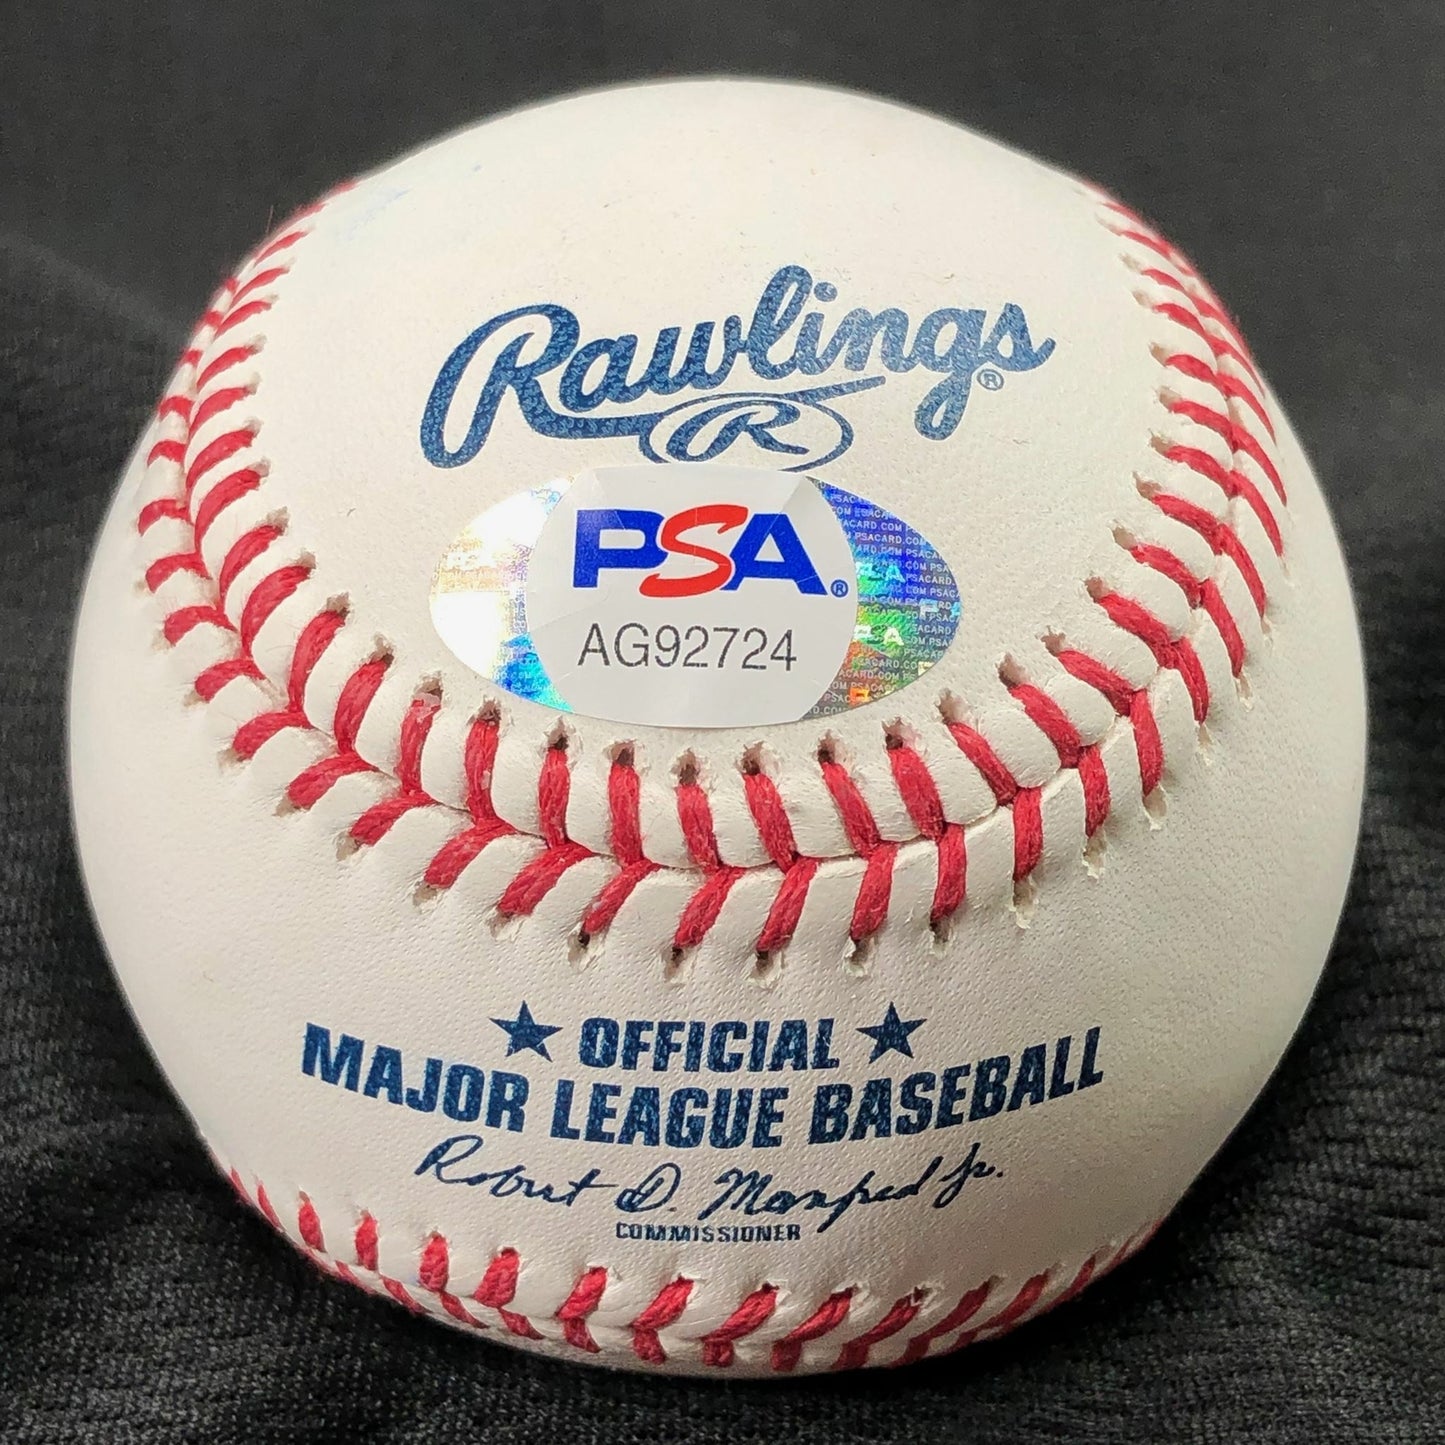 Rawlings®
R
PSA®
AG92724
★ OFFICIAL ★
MAJOR LEAGUE BASEBALL
Robert D. Manfred Jr.
COMMISSIONER